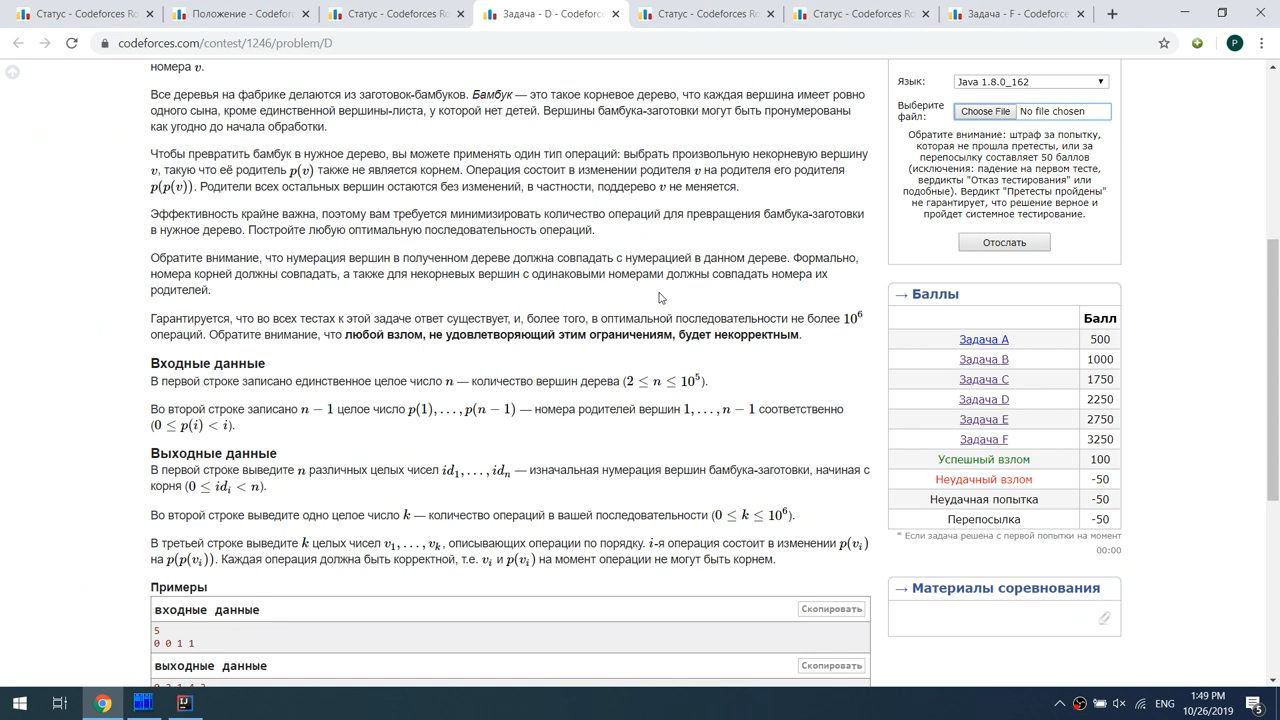 Статус - Codeforces Ro
Положение - Codeforc
Статус - Codeforces Ro
Задача - D - Codeforce
Статус - Codeforces Ro
Статус - Codeforces Ro
Задача - F - Codeforce
codeforces.com/contest/1246/problem/D
P
номера v.
Все деревья на фабрике делаются из заготовок-бамбуков. Бамбук — это такое корневое дерево, что каждая вершина имеет ровно
одного сына, кроме единственной вершины-листа, у которой нет детей. Вершины бамбука-заготовки могут быть пронумерованы
как угодно до начала обработки.
Чтобы превратить бамбук в нужное дерево, вы можете применять один тип операций: выбрать произвольную некорневую вершину
v, такую что её родитель p(v) также не является корнем. Операция состоит в изменении родителя v на родителя его родителя
p(p(v)). Родители всех остальных вершин остаются без изменений, в частности, поддерево v не меняется.
Эффективность крайне важна, поэтому вам требуется минимизировать количество операций для превращения бамбука-заготовки
в нужное дерево. Постройте любую оптимальную последовательность операций.
Обратите внимание, что нумерация вершин в полученном дереве должна совпадать с нумерацией в данном дереве. Формально,
номера корней должны совпадать, а также для некорневых вершин с одинаковыми номерами должны совпадать номера их
родителей.
Гарантируется, что во всех тестах к этой задаче ответ существует, и, более того, в оптимальной последовательности не более 10^6
операций. Обратите внимание, что любой взлом, не удовлетворяющий этим ограничениям, будет некорректным.
Входные данные
В первой строке записано единственное целое число n — количество вершин дерева (2 ≤ n ≤ 10^5).
Во второй строке записано n − 1 целое число p(1), . . . , p(n − 1) — номера родителей вершин 1, . . . , n − 1 соответственно
(0 ≤ p(i) < i).
Выходные данные
В первой строке выведите n различных целых чисел id1, . . . , idn — изначальная нумерация вершин бамбука-заготовки, начиная с
корня (0 ≤ idi < n).
Во второй строке выведите одно целое число k — количество операций в вашей последовательности (0 ≤ k ≤ 10^6).
В третьей строке выведите k целых чисел v1, . . . , vk, описывающих операции по порядку. i-я операция состоит в изменении p(vi)
на p(p(vi)). Каждая операция должна быть корректной, т.е. vi и p(vi) на момент операции не могут быть корнем.
Примеры
входные данные
Скопировать
5
0 0 1 1
выходные данные
Скопировать
Язык:
Java 1.8.0_162
Выберите
файл:
Choose File
No file chosen
Обратите внимание: штраф за попытку,
которая не прошла претесты, или за
перепосылку составляет 50 баллов
(исключения: падение на первом тесте,
вердикты "Отказ тестирования" или
подобные). Вердикт "Претесты пройдены"
не гарантирует, что решение верное и
пройдет системное тестирование.
Отослать
→ Баллы
Балл
Задача A 500
Задача B 1000
Задача C 1750
Задача D 2250
Задача E 2750
Задача F 3250
Успешный взлом 100
Неудачный взлом -50
Неудачная попытка -50
Перепосылка -50
* Если задача решена с первой попытки на момент
00:00
→ Материалы соревнования
ENG
1:49 PM
10/26/2019
5